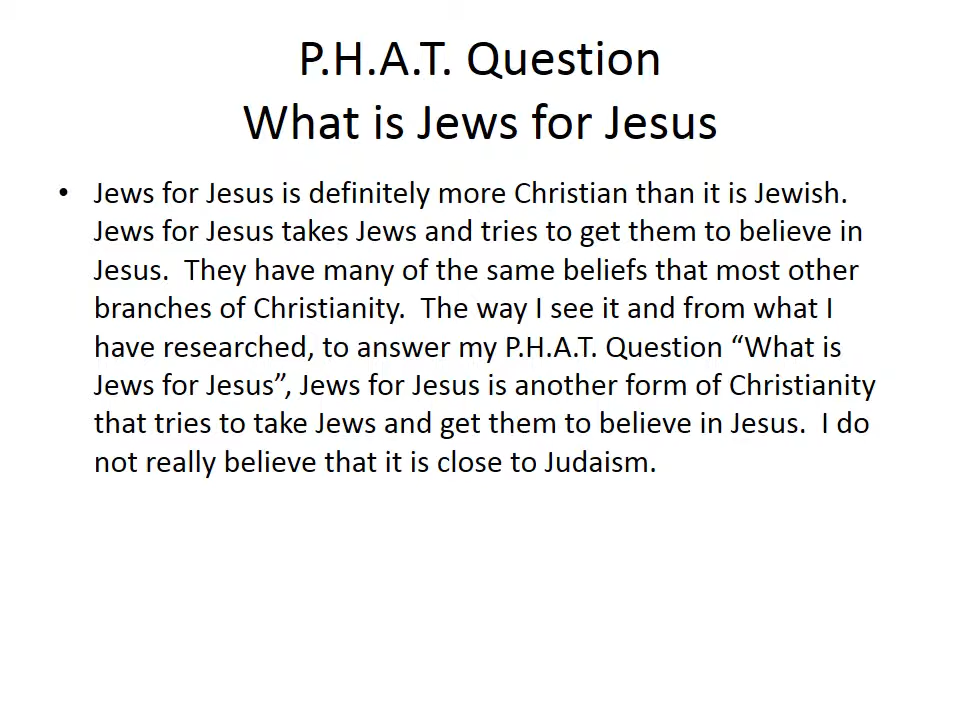 P.H.A.T. Question
What is Jews for Jesus
• Jews for Jesus is definitely more Christian than it is Jewish.
Jews for Jesus takes Jews and tries to get them to believe in
Jesus.  They have many of the same beliefs that most other
branches of Christianity.  The way I see it and from what I
have researched, to answer my P.H.A.T. Question “What is
Jews for Jesus”, Jews for Jesus is another form of Christianity
that tries to take Jews and get them to believe in Jesus.  I do
not really believe that it is close to Judaism.